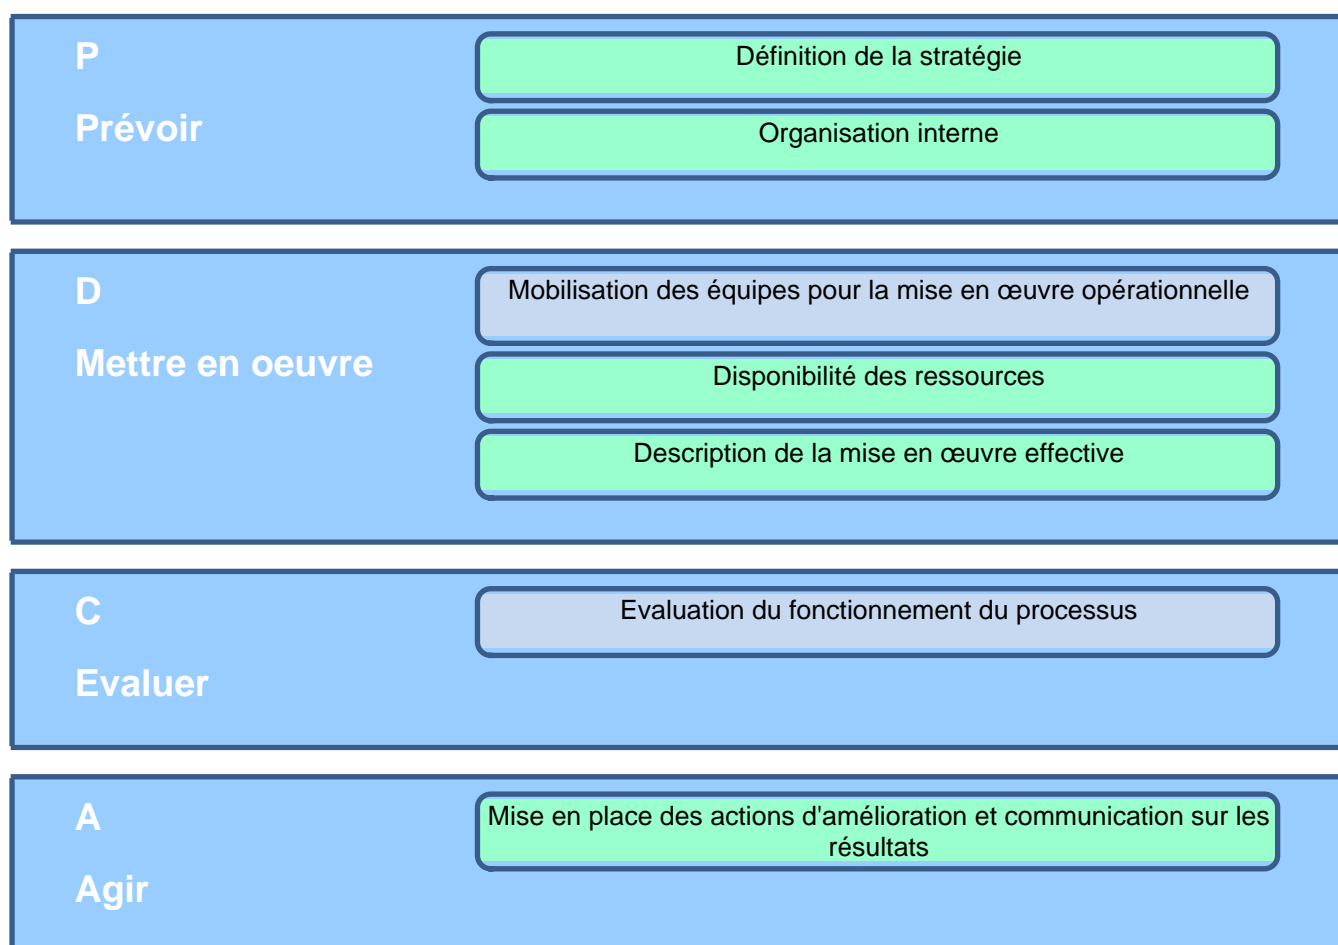 P
Prévoir
Définition de la stratégie
Organisation interne
D
Mettre en oeuvre
Mobilisation des équipes pour la mise en œuvre opérationnelle
Disponibilité des ressources
Description de la mise en œuvre effective
C
Evaluer
Evaluation du fonctionnement du processus
A
Agir
Mise en place des actions d'amélioration et communication sur les
résultats